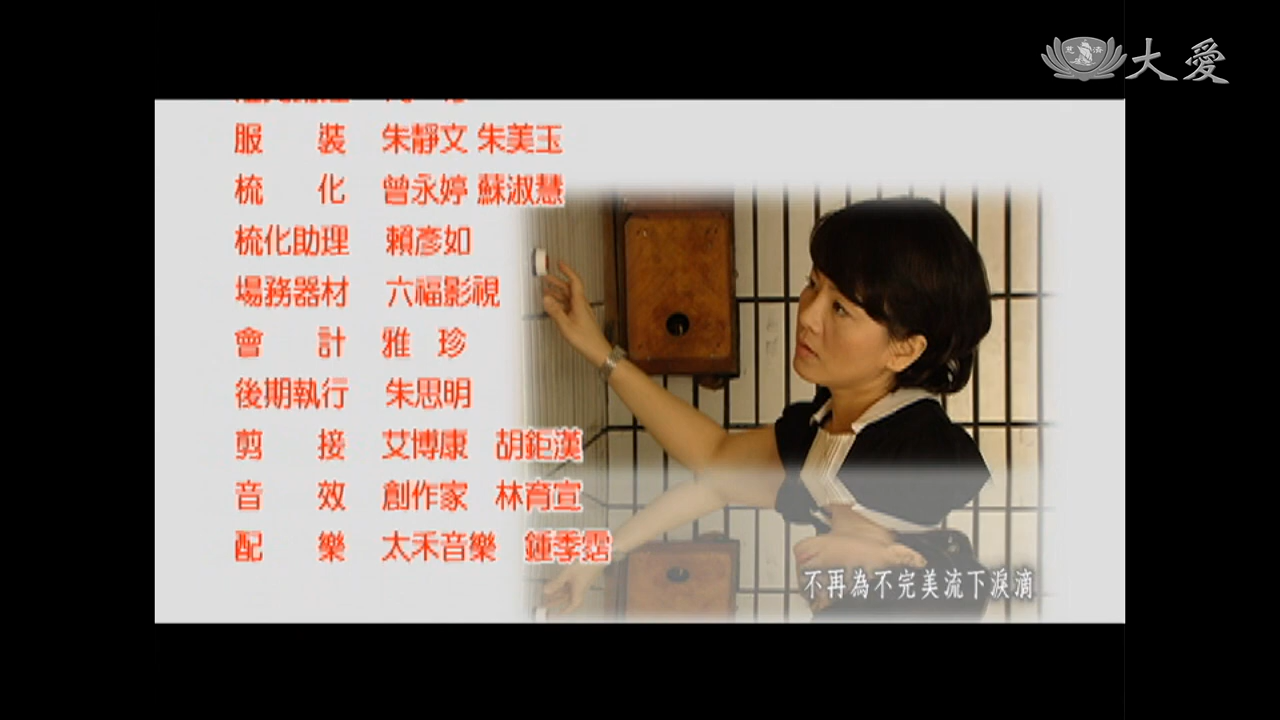 大愛
慈濟
服 裝 朱靜文 朱美玉
梳 化 曾永婷 蘇淑慧
梳化助理 賴彥如
場務器材 六福影視
會 計 雅 珍
後期執行 朱思明
剪 接 艾博康 胡鉅漢
音 效 創作家 林育宣
配 樂 太禾音樂 鍾季霑
不再為不完美流下淚滴